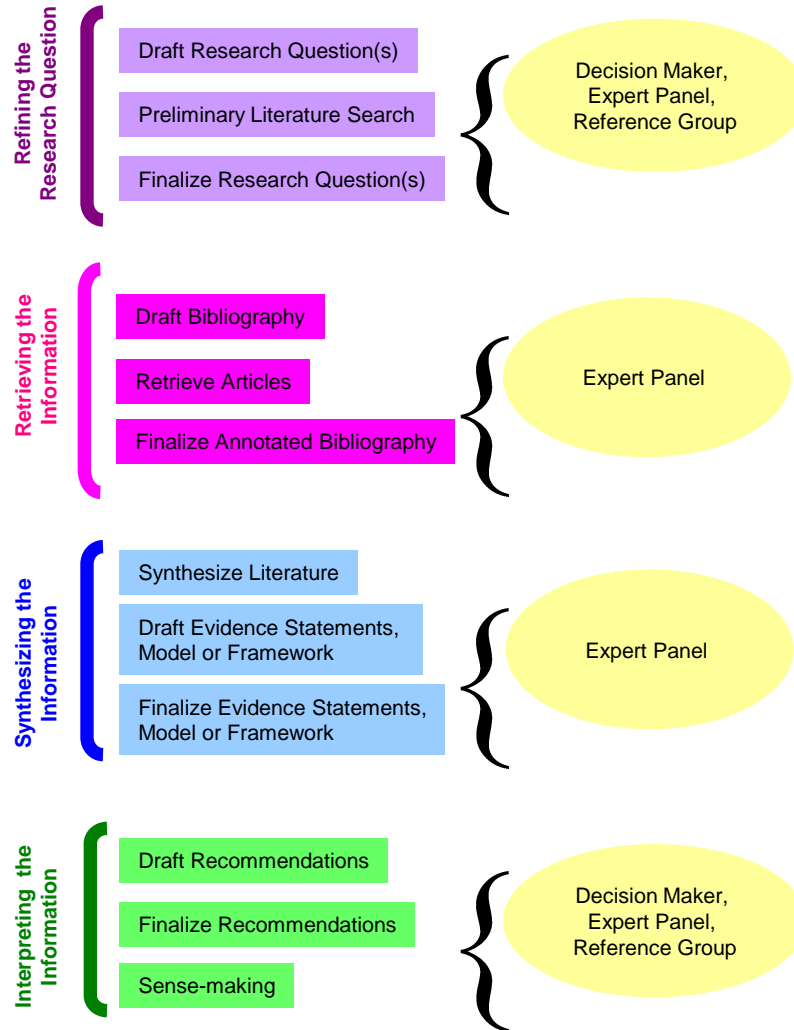 Refining the
Research Question
Draft Research Question(s)
Preliminary Literature Search
Finalize Research Question(s)
Decision Maker,
Expert Panel,
Reference Group
Retrieving the
Information
Draft Bibliography
Retrieve Articles
Finalize Annotated Bibliography
Expert Panel
Synthesizing the
Information
Synthesize Literature
Draft Evidence Statements,
Model or Framework
Finalize Evidence Statements,
Model or Framework
Expert Panel
Interpreting the
Information
Draft Recommendations
Finalize Recommendations
Sense-making
Decision Maker,
Expert Panel,
Reference Group